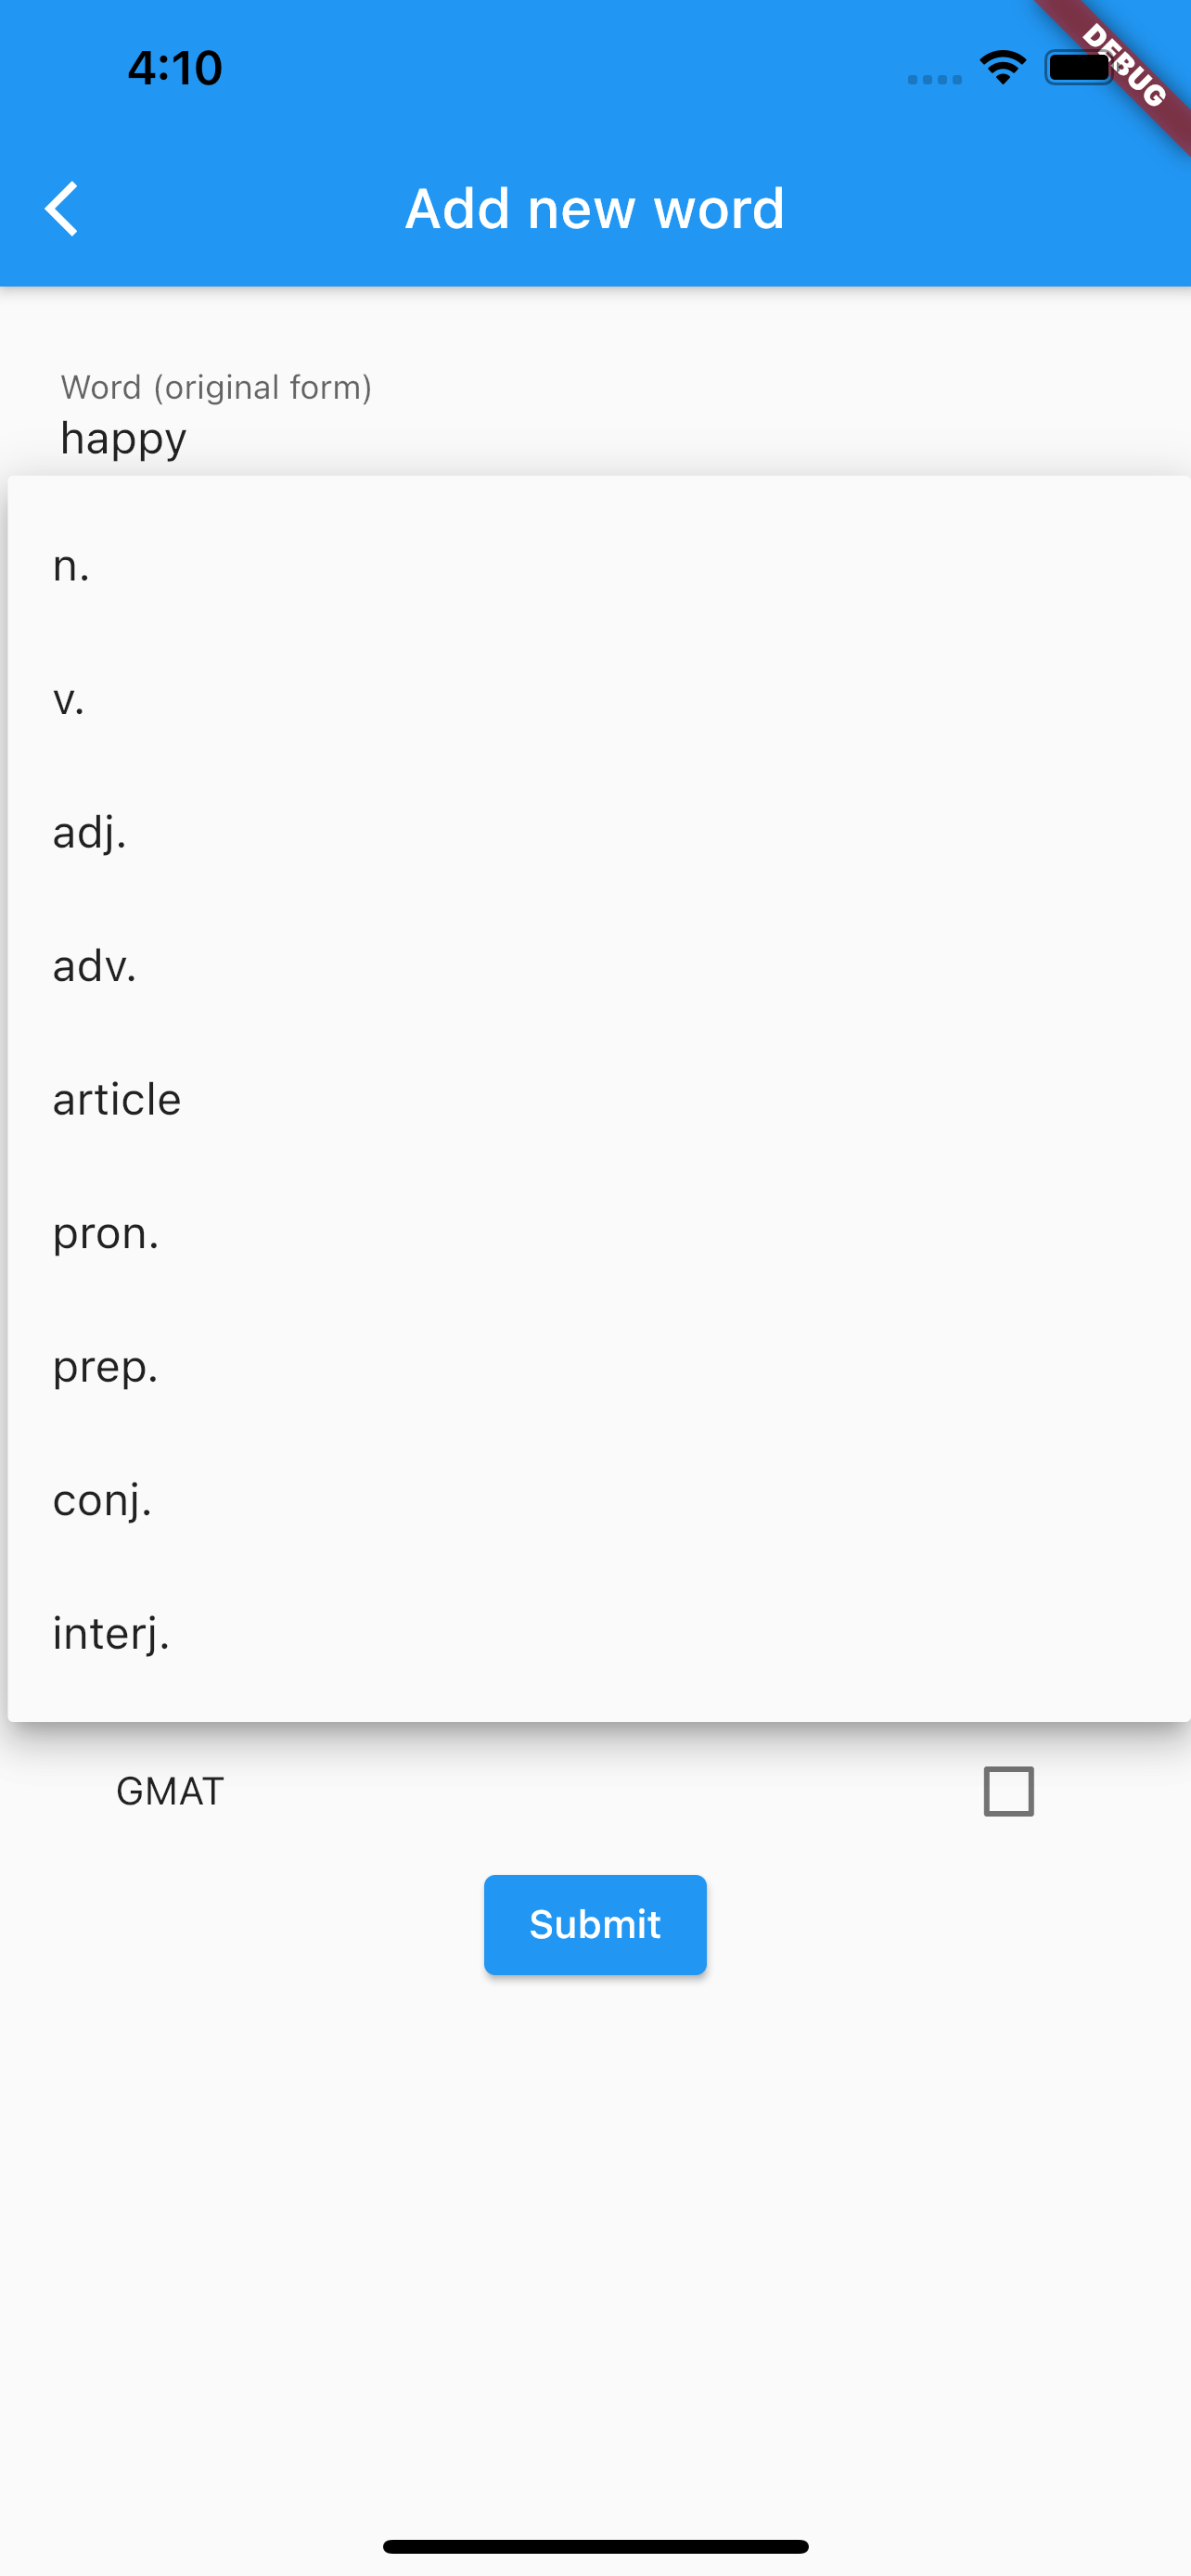 4:10
DEBUG
Add new word
Word (original form)
happy
n.
v.
adj.
adv.
article
pron.
prep.
conj.
interj.
GMAT
Submit